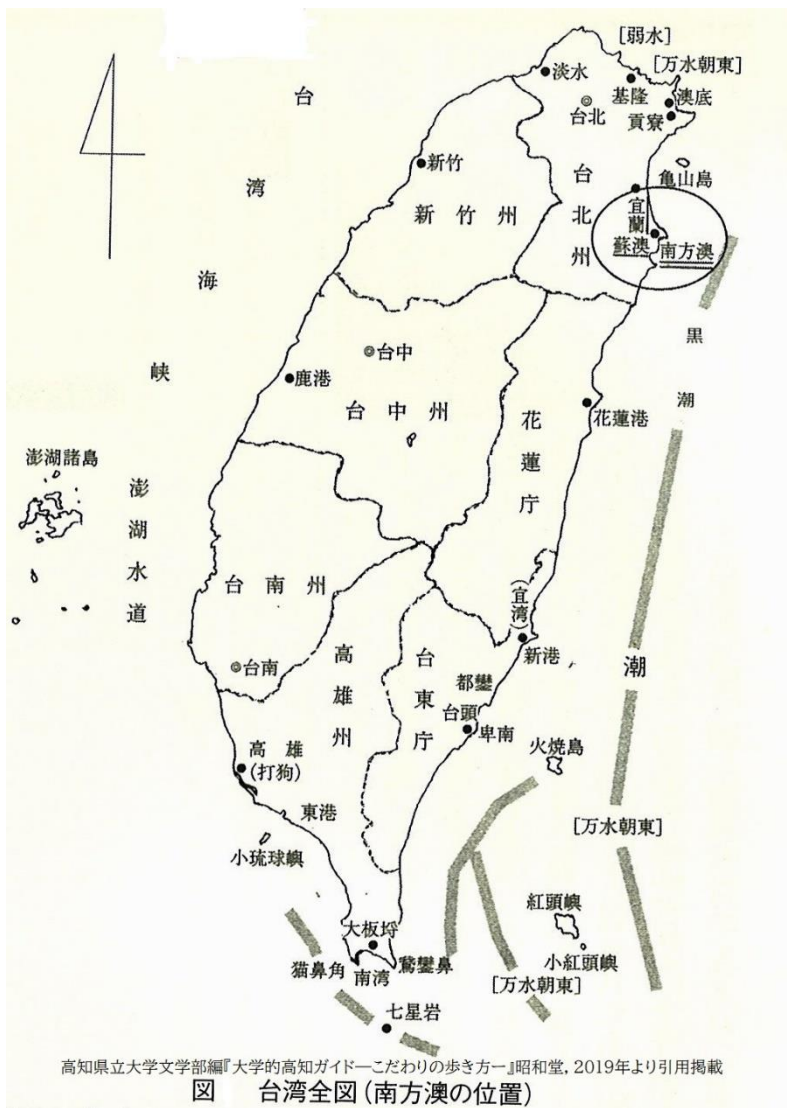 [弱水]
[万水朝東]
淡水
基隆
澳底
台北
貢寮
台湾海峡
新竹
亀山島
新竹州
台北州
宜蘭
蘇澳
南方澳
黒潮
台中
鹿港
台中州
花蓮港
花蓮庁
澎湖諸島
澎湖水道
台南州
(宜湾)
新港
台南
高雄州
台東庁
都鑾
台頭
卑南
潮
火焼島
高雄
(打狗)
東港
小琉球嶼
[万水朝東]
紅頭嶼
大板埒
小紅頭嶼
猫鼻角
南湾
鵞鑾鼻
[万水朝東]
七星岩
高知県立大学文学部編『大学的高知ガイド―こだわりの歩き方―』昭和堂，2019年より引用掲載
図　台湾全図（南方澳の位置）